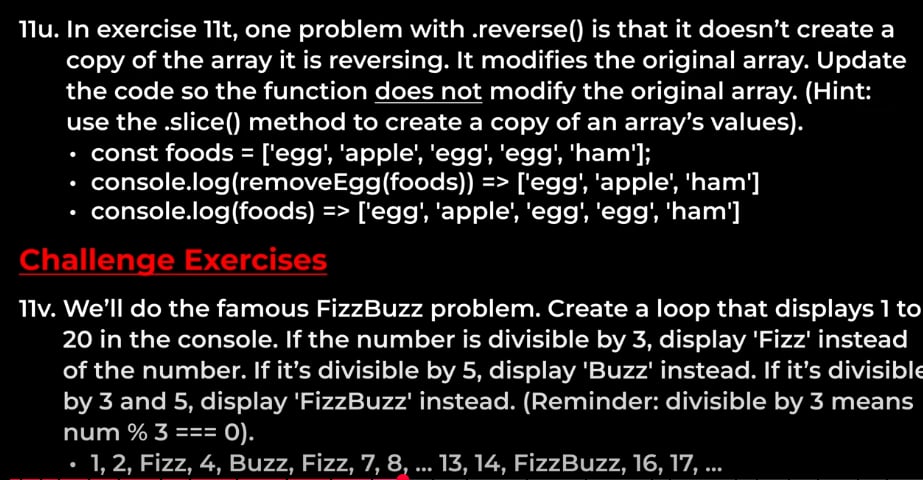 11u. In exercise 11t, one problem with .reverse() is that it doesn't create a
copy of the array it is reversing. It modifies the original array. Update
the code so the function does not modify the original array. (Hint:
use the .slice() method to create a copy of an array's values).
• const foods = ['egg', 'apple', 'egg', 'egg', 'ham'];
• console.log(removeEgg(foods)) => ['egg', 'apple', 'ham']
• console.log(foods) => ['egg', 'apple', 'egg', 'egg', 'ham']
Challenge Exercises
11v. We'll do the famous FizzBuzz problem. Create a loop that displays 1 to
20 in the console. If the number is divisible by 3, display 'Fizz' instead
of the number. If it's divisible by 5, display 'Buzz' instead. If it's divisible
by 3 and 5, display 'FizzBuzz' instead. (Reminder: divisible by 3 means
num % 3 === 0).
• 1, 2, Fizz, 4, Buzz, Fizz, 7, 8, ... 13, 14, FizzBuzz, 16, 17, ...